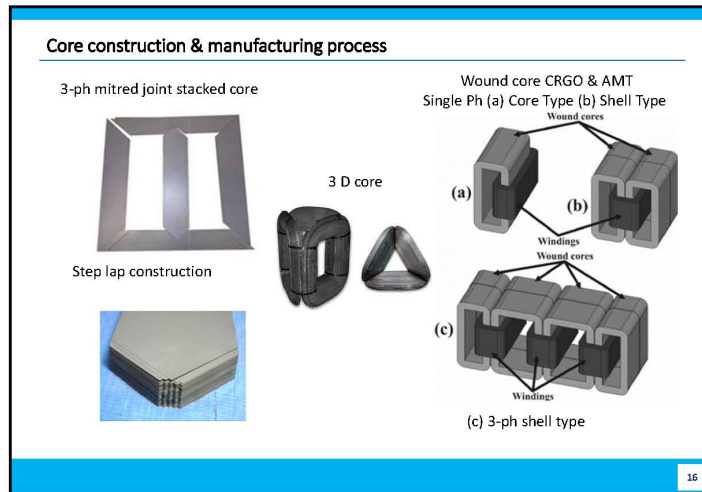 Core construction & manufacturing process
3-ph mitred joint stacked core
Step lap construction
3 D core
Wound core CRGO & AMT
Single Ph (a) Core Type (b) Shell Type
Wound cores
(a)
(b)
Windings
Wound cores
(c)
Windings
(c) 3-ph shell type
16